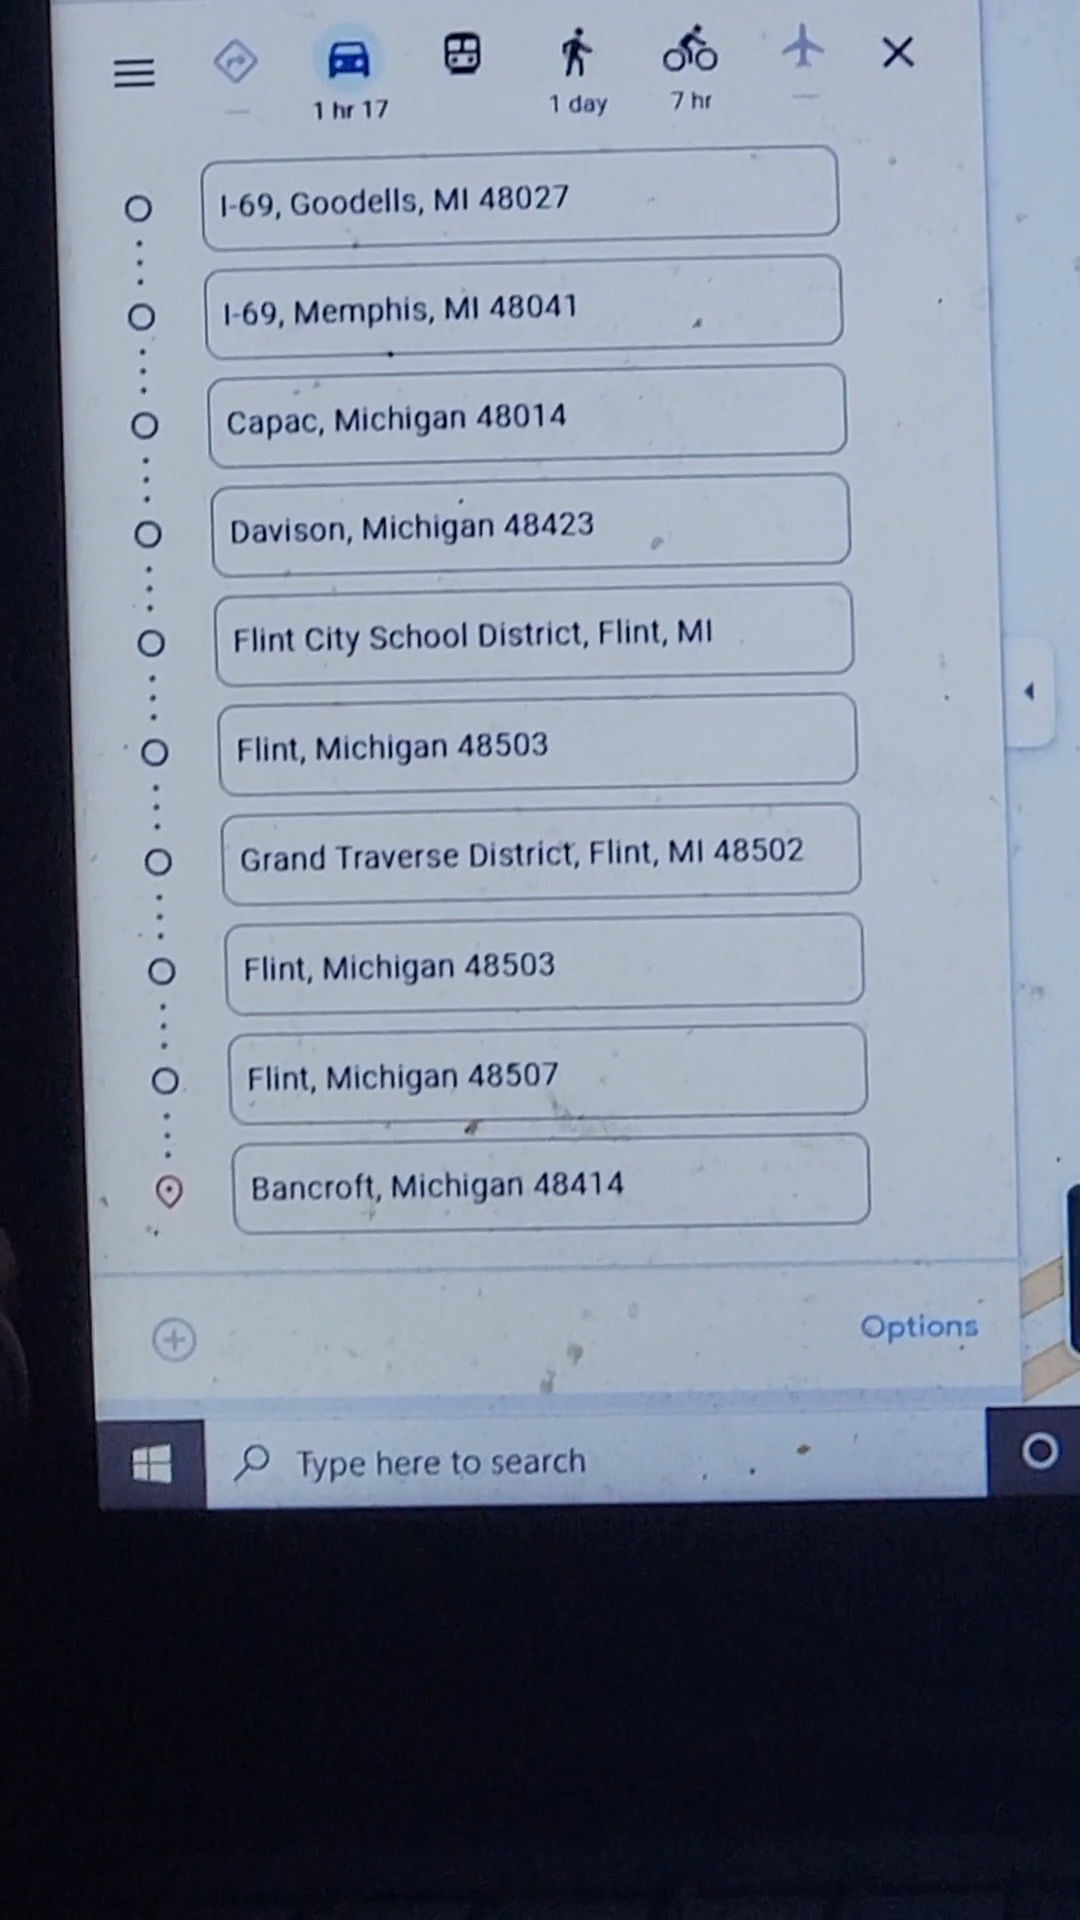 1 hr 17
1 day
7 hr
I-69, Goodells, MI 48027
I-69, Memphis, MI 48041
Capac, Michigan 48014
Davison, Michigan 48423
Flint City School District, Flint, MI
Flint, Michigan 48503
Grand Traverse District, Flint, MI 48502
Flint, Michigan 48503
Flint, Michigan 48507
Bancroft, Michigan 48414
Options
Type here to search